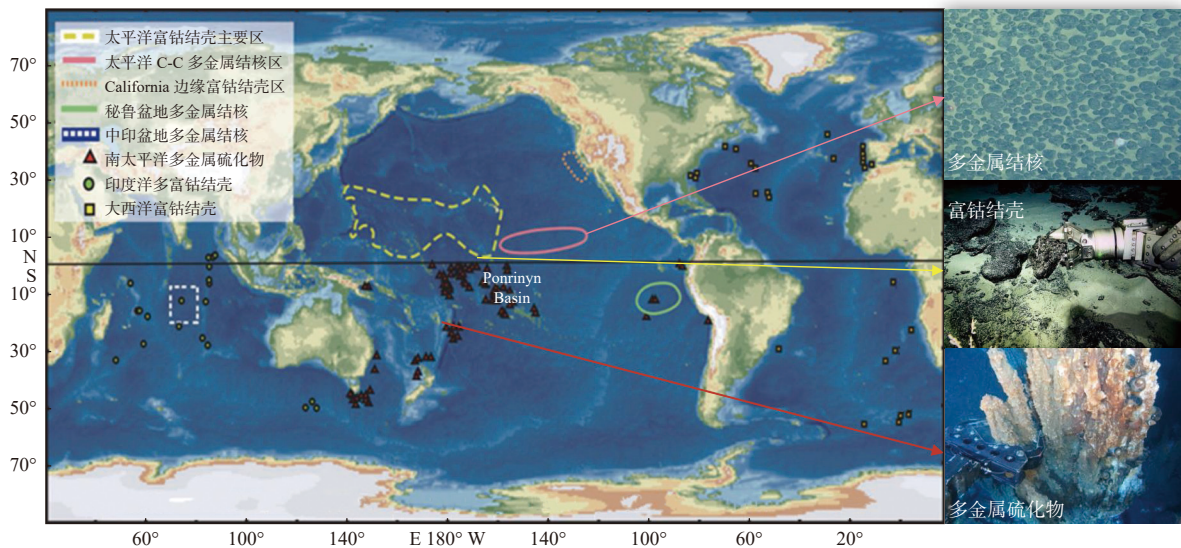 太平洋富钴结壳主要区
太平洋 C-C 多金属结核区
California 边缘富钴结壳区
秘鲁盆地多金属结核
中印盆地多金属结核
南太平洋多金属硫化物
印度洋多富钴结壳
大西洋富钴结壳
70°
50°
30°
10°
N
S
10°
30°
50°
70°
Ponrinyn
Basin
多金属结核
富钴结壳
多金属硫化物
60° 100° 140° E 180° W 140° 100° 60° 20°